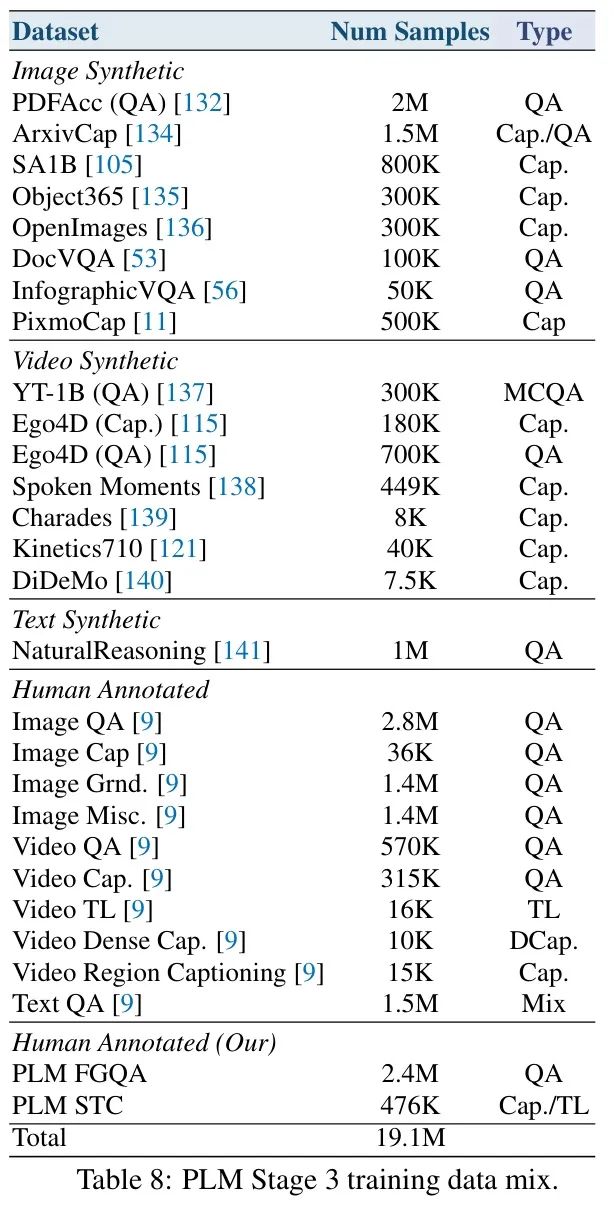 Dataset Num Samples Type
Image Synthetic
PDFAcc (QA) [132] 2M QA
ArxivCap [134] 1.5M Cap./QA
SA1B [105] 800K Cap.
Object365 [135] 300K Cap.
OpenImages [136] 300K Cap.
DocVQA [53] 100K QA
InfographicVQA [56] 50K QA
PixmoCap [11] 500K Cap
Video Synthetic
YT-1B (QA) [137] 300K MCQA
Ego4D (Cap.) [115] 180K Cap.
Ego4D (QA) [115] 700K QA
Spoken Moments [138] 449K Cap.
Charades [139] 8K Cap.
Kinetics710 [121] 40K Cap.
DiDeMo [140] 7.5K Cap.
Text Synthetic
NaturalReasoning [141] 1M QA
Human Annotated
Image QA [9] 2.8M QA
Image Cap [9] 36K QA
Image Grnd. [9] 1.4M QA
Image Misc. [9] 1.4M QA
Video QA [9] 570K QA
Video Cap. [9] 315K QA
Video TL [9] 16K TL
Video Dense Cap. [9] 10K DCap.
Video Region Captioning [9] 15K Cap.
Text QA [9] 1.5M Mix
Human Annotated (Our)
PLM FGQA 2.4M QA
PLM STC 476K Cap./TL
Total 19.1M
Table 8: PLM Stage 3 training data mix.